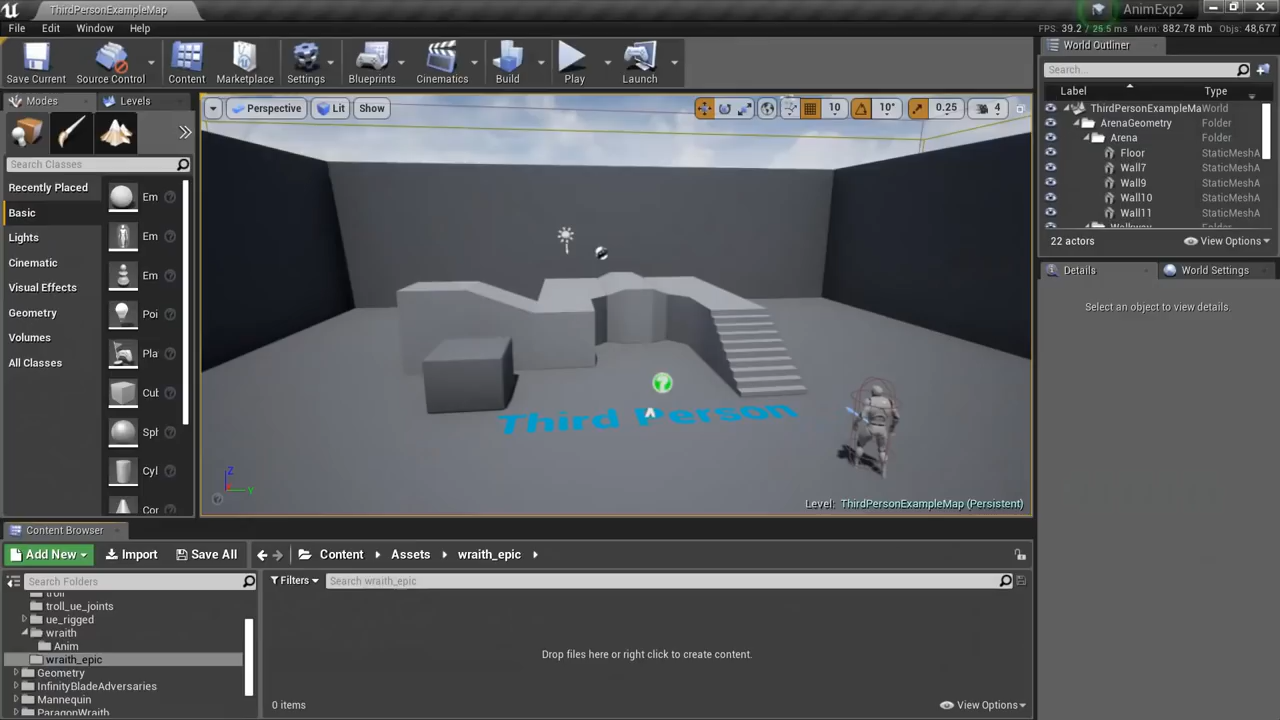 ThirdPersonExampleMap
AnimExp2
File Edit Window Help
FPS: 39.2 / 25.5 ms Mem: 882.78 mb Objs: 48,677
Save Current
Source Control
Content
Marketplace
Settings
Blueprints
Cinematics
Build
Play
Launch
Modes
Levels
Search Classes
Recently Placed
Basic
Lights
Cinematic
Visual Effects
Geometry
Volumes
All Classes
Em
Em
Em
Poi
Pla
Cub
Sph
Cyl
Cor
Perspective
Lit
Show
10
10°
0.25
4
Third Person
Z
Y
Level: ThirdPersonExampleMap (Persistent)
World Outliner
Search...
Label Type
ThirdPersonExampleMa World
ArenaGeometry Folder
Arena Folder
Floor StaticMeshA
Wall7 StaticMeshA
Wall9 StaticMeshA
Wall10 StaticMeshA
Wall11 StaticMeshA
Walkway Folder
22 actors
View Options
Details
World Settings
Select an object to view details.
Content Browser
Add New
Import
Save All
Content
Assets
wraith_epic
Search Folders
Filters
Search wraith_epic
troll
troll_ue_joints
ue_rigged
wraith
Anim
wraith_epic
Geometry
InfinityBladeAdversaries
Mannequin
ParagonWraith
Drop files here or right click to create content.
0 items
View Options